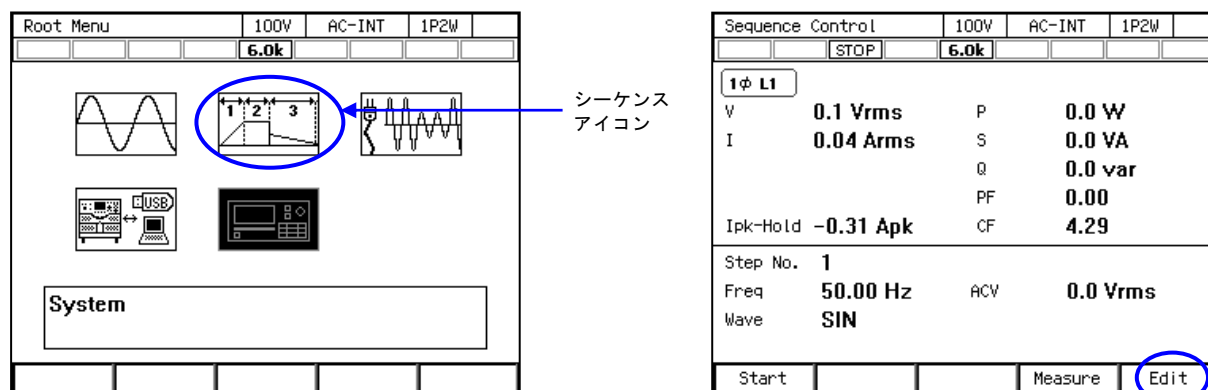 Root Menu 100V AC-INT 1P2W
6.0k
1 2 3
シーケンス
アイコン
USB
System
Sequence Control 100V AC-INT 1P2W
STOP 6.0k
1ϕ L1
V 0.1 Vrms P 0.0 W
I 0.04 Arms S 0.0 VA
Q 0.0 var
PF 0.00
Ipk-Hold -0.31 Apk CF 4.29
Step No. 1
Freq 50.00 Hz ACV 0.0 Vrms
Wave SIN
Start Measure Edit